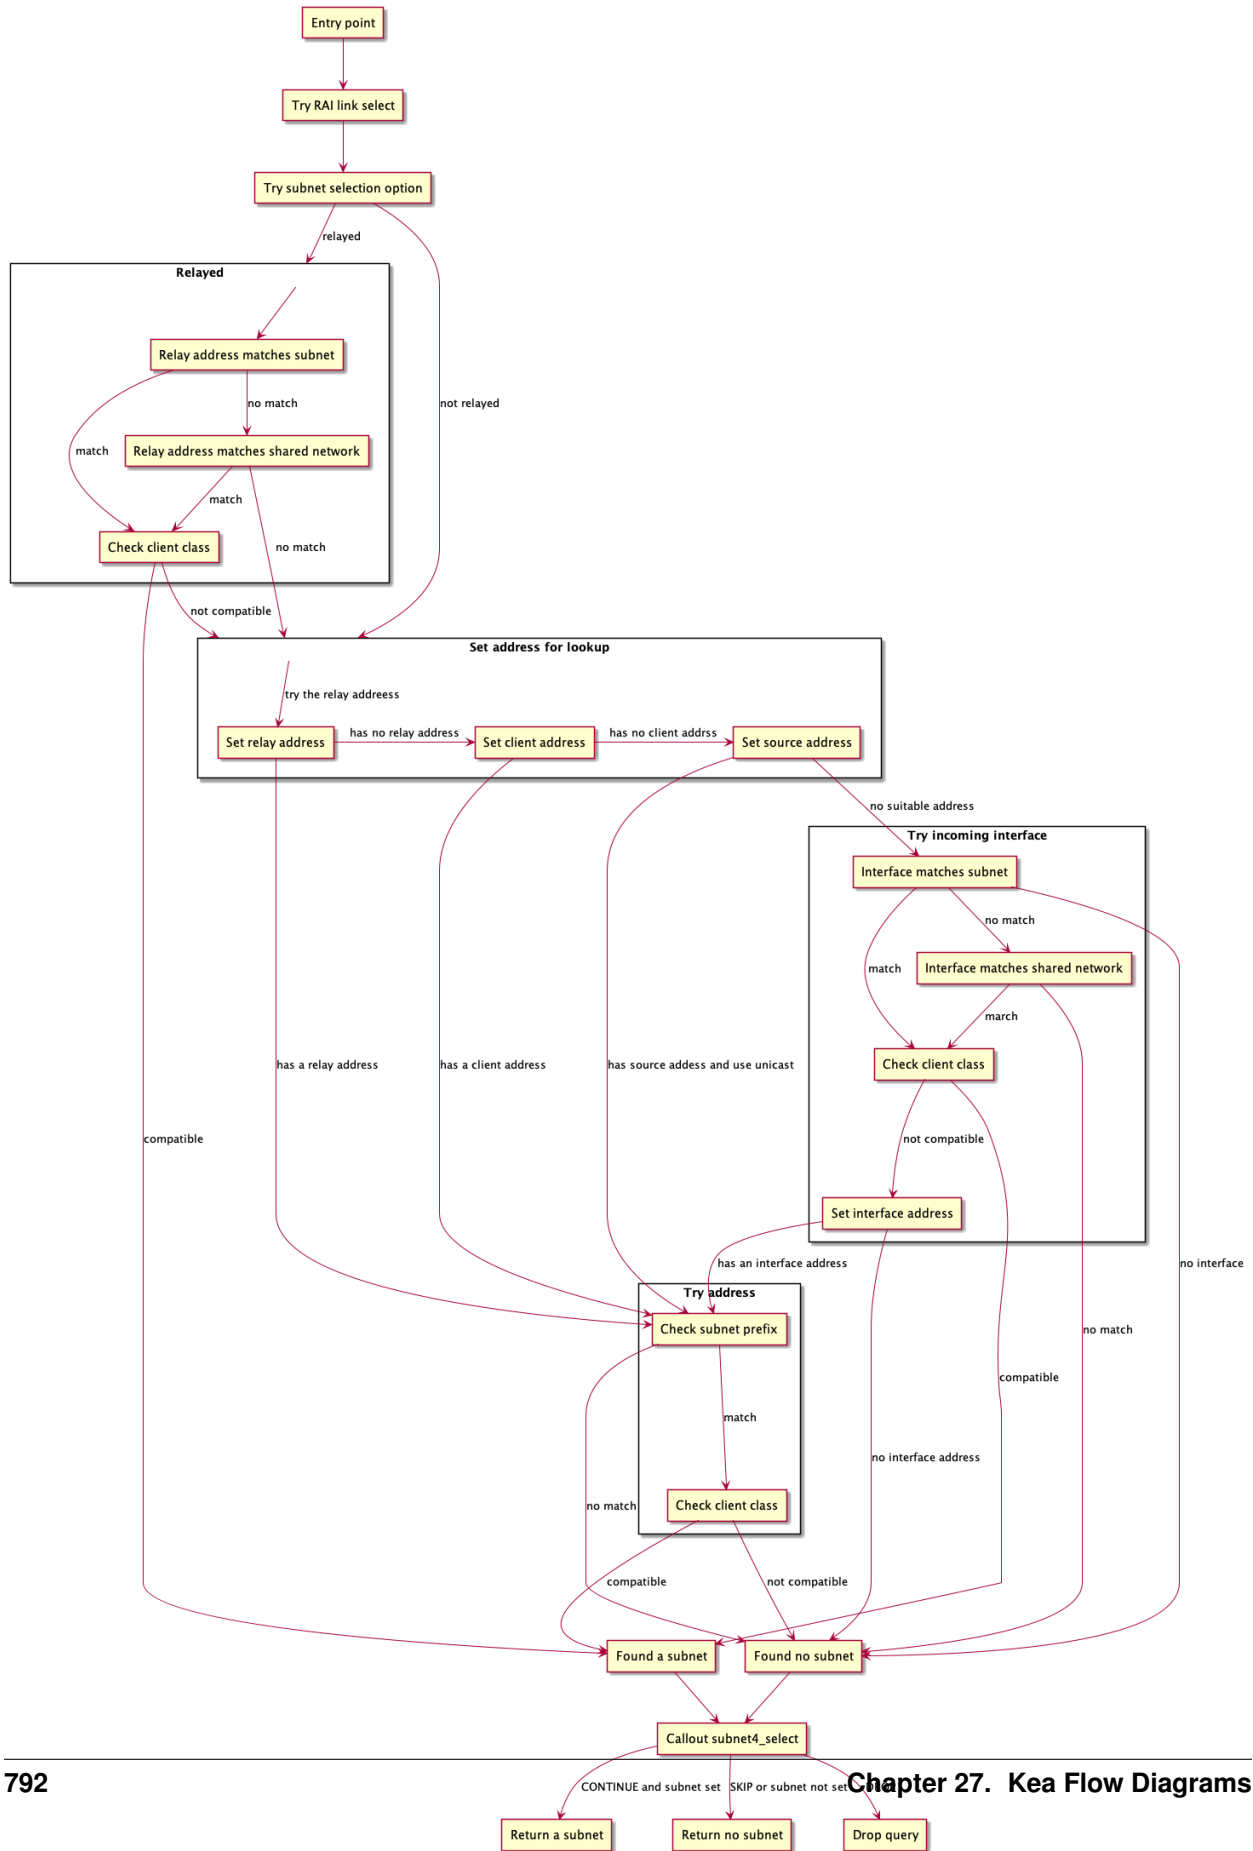 Entry point
Try RAI link select
Try subnet selection option
relayed
Relayed
Relay address matches subnet
no match
not relayed
match
Relay address matches shared network
match
Check client class
no match
not compatible
Set address for lookup
try the relay addreess
Set relay address
has no relay address
Set client address
has no client addrss
Set source address
no suitable address
Try incoming interface
Interface matches subnet
no match
match
Interface matches shared network
march
Check client class
has a relay address
has a client address
has source addess and use unicast
compatible
not compatible
Set interface address
has an interface address
no interface
Try address
Check subnet prefix
no match
compatible
match
no interface address
Check client class
no match
compatible
not compatible
Found a subnet
Found no subnet
Callout subnet4_select
CONTINUE and subnet set
SKIP or subnet not set
792
Chapter 27. Kea Flow Diagrams
Return a subnet
Return no subnet
Drop query